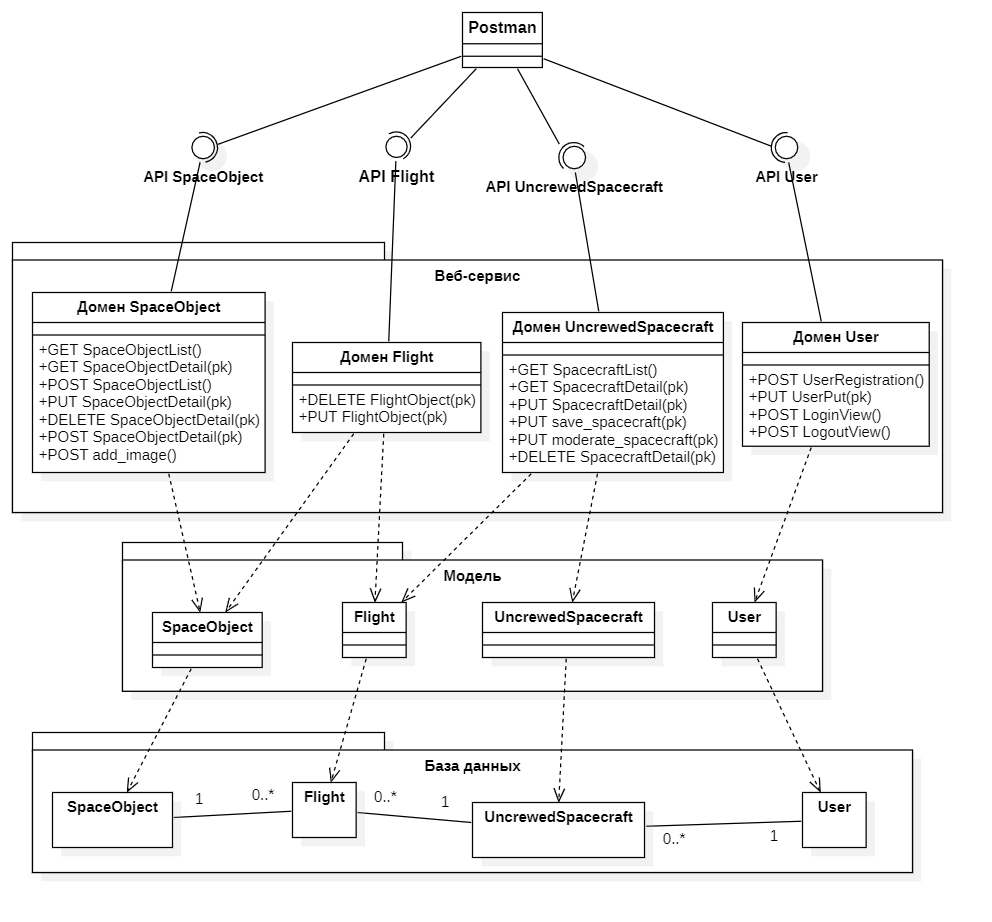 Postman
API SpaceObject
API Flight
API UncrewedSpacecraft
API User
Веб-сервис
Домен SpaceObject
+GET SpaceObjectList()
+GET SpaceObjectDetail(pk)
+POST SpaceObjectList()
+PUT SpaceObjectDetail(pk)
+DELETE SpaceObjectDetail(pk)
+POST SpaceObjectDetail(pk)
+POST add_image()
Домен Flight
+DELETE FlightObject(pk)
+PUT FlightObject(pk)
Домен UncrewedSpacecraft
+GET SpacecraftList()
+GET SpacecraftDetail(pk)
+PUT SpacecraftDetail(pk)
+PUT save_spacecraft(pk)
+PUT moderate_spacecraft(pk)
+DELETE SpacecraftDetail(pk)
Домен User
+POST UserRegistration()
+PUT UserPut(pk)
+POST LoginView()
+POST LogoutView()
Модель
SpaceObject
Flight
UncrewedSpacecraft
User
База данных
SpaceObject
1
0..*
Flight
0..*
1
UncrewedSpacecraft
0..*
1
User